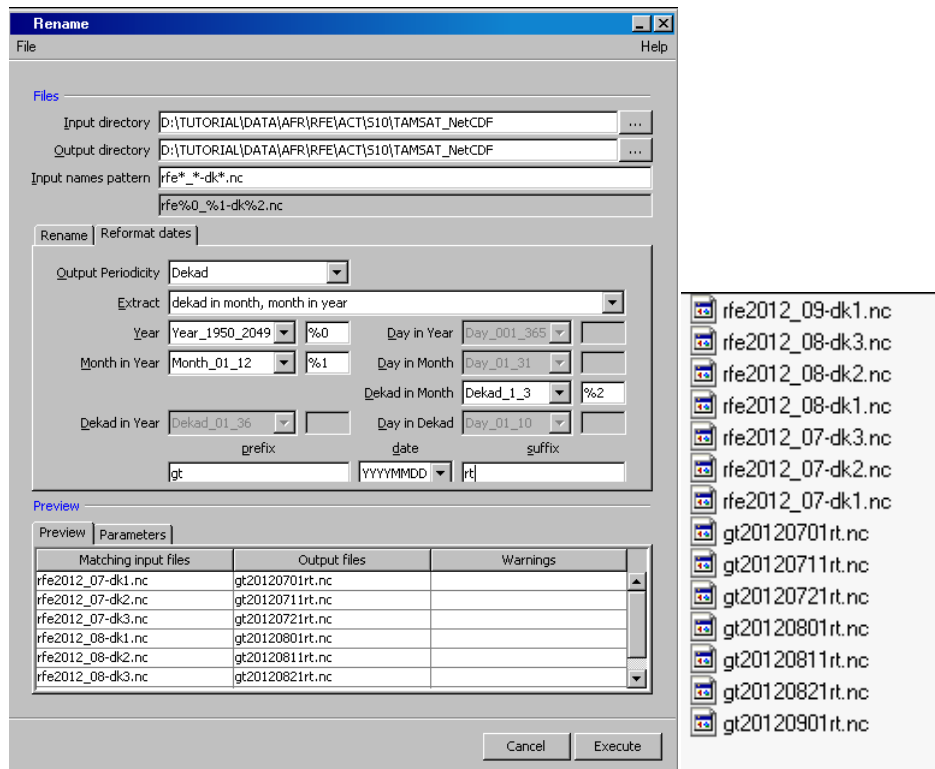 Rename
File Help
Files
Input directory D:\TUTORIAL\DATA\AFR\RFE\ACT\S10\TAMSAT_NetCDF ...
Output directory D:\TUTORIAL\DATA\AFR\RFE\ACT\S10\TAMSAT_NetCDF ...
Input names pattern rfe*_*-dk*.nc
rfe%0_%1-dk%2.nc
Rename Reformat dates
Output Periodicity Dekad
Extract dekad in month, month in year
Year Year_1950_2049 %0 Day in Year Day_001_365
Month in Year Month_01_12 %1 Day in Month Day_01_31
Dekad in Month Dekad_1_3 %2
Dekad in Year Dekad_01_36 Day in Dekad Day_01_10
prefix date suffix
gt YYYYMMDD rt
Preview
Preview Parameters
Matching input files Output files Warnings
rfe2012_07-dk1.nc gt20120701rt.nc
rfe2012_07-dk2.nc gt20120711rt.nc
rfe2012_07-dk3.nc gt20120721rt.nc
rfe2012_08-dk1.nc gt20120801rt.nc
rfe2012_08-dk2.nc gt20120811rt.nc
rfe2012_08-dk3.nc gt20120821rt.nc
Cancel Execute
rfe2012_09-dk1.nc
rfe2012_08-dk3.nc
rfe2012_08-dk2.nc
rfe2012_08-dk1.nc
rfe2012_07-dk3.nc
rfe2012_07-dk2.nc
rfe2012_07-dk1.nc
gt20120701rt.nc
gt20120711rt.nc
gt20120721rt.nc
gt20120801rt.nc
gt20120811rt.nc
gt20120821rt.nc
gt20120901rt.nc